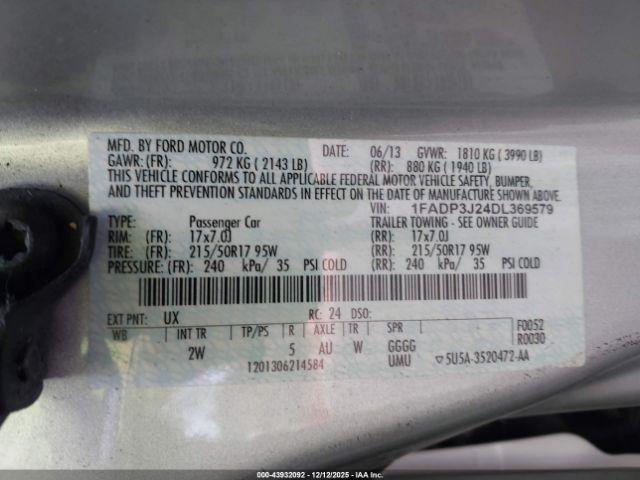 MFD. BY FORD MOTOR CO. DATE: 06/13 GVWR: 1810 KG ( 3990 LB)
GAWR: (FR): 972 KG ( 2143 LB) (RR): 880 KG ( 1940 LB)
THIS VEHICLE CONFORMS TO ALL APPLICABLE FEDERAL MOTOR VEHICLE SAFETY, BUMPER,
AND THEFT PREVENTION STANDARDS IN EFFECT ON THE DATE OF MANUFACTURE SHOWN ABOVE.
VIN: 1FADP3J24DL369579
TYPE: Passenger Car TRAILER TOWING - SEE OWNER GUIDE
RIM: (FR): 17x7.0J (RR): 17x7.0J
TIRE: (FR): 215/50R17 95W (RR): 215/50R17 95W
PRESSURE: (FR): 240 kPa/ 35 PSI COLD (RR): 240 kPa/ 35 PSI COLD
EXT PNT: UX RC: 24 DSO: F0052
WB INT TR TP/PS R AXLE TR SPR R0030
2W 5 AU W GGGG
1201306214584 UMU ▽5U5A-3520472-AA
000-43932092 - 12/12/2025 - IAAI.COM